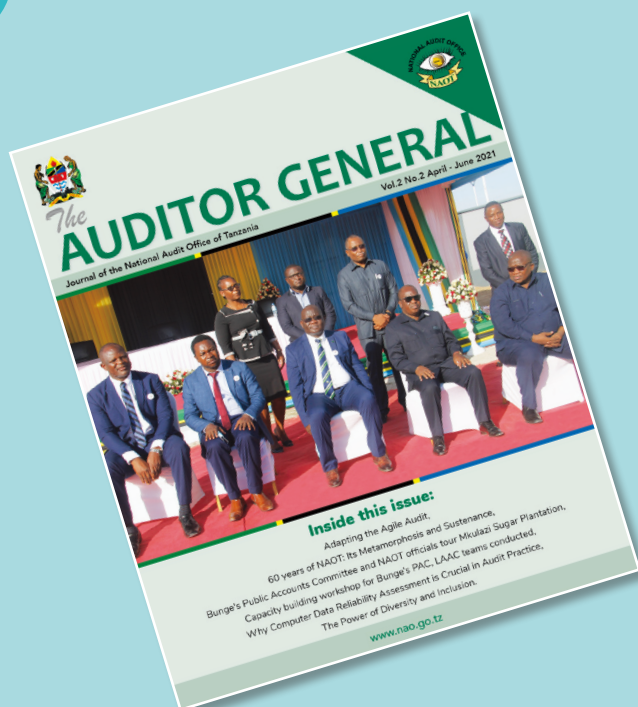 NATIONAL AUDIT OFFICE
NAOT
The
AUDITOR GENERAL
Journal of the National Audit Office of Tanzania
Vol.2 No.2 April - June 2021
Inside this issue:
Adapting the Agile Audit,
60 years of NAOT: Its Metamorphosis and Sustenance,
Bunge's Public Accounts Committee and NAOT officials tour Mkulazi Sugar Plantation,
Capacity building workshop for Bunge's PAC, LAAC teams conducted,
Why Computer Data Reliability Assessment is Crucial in Audit Practice,
The Power of Diversity and Inclusion,
www.nao.go.tz